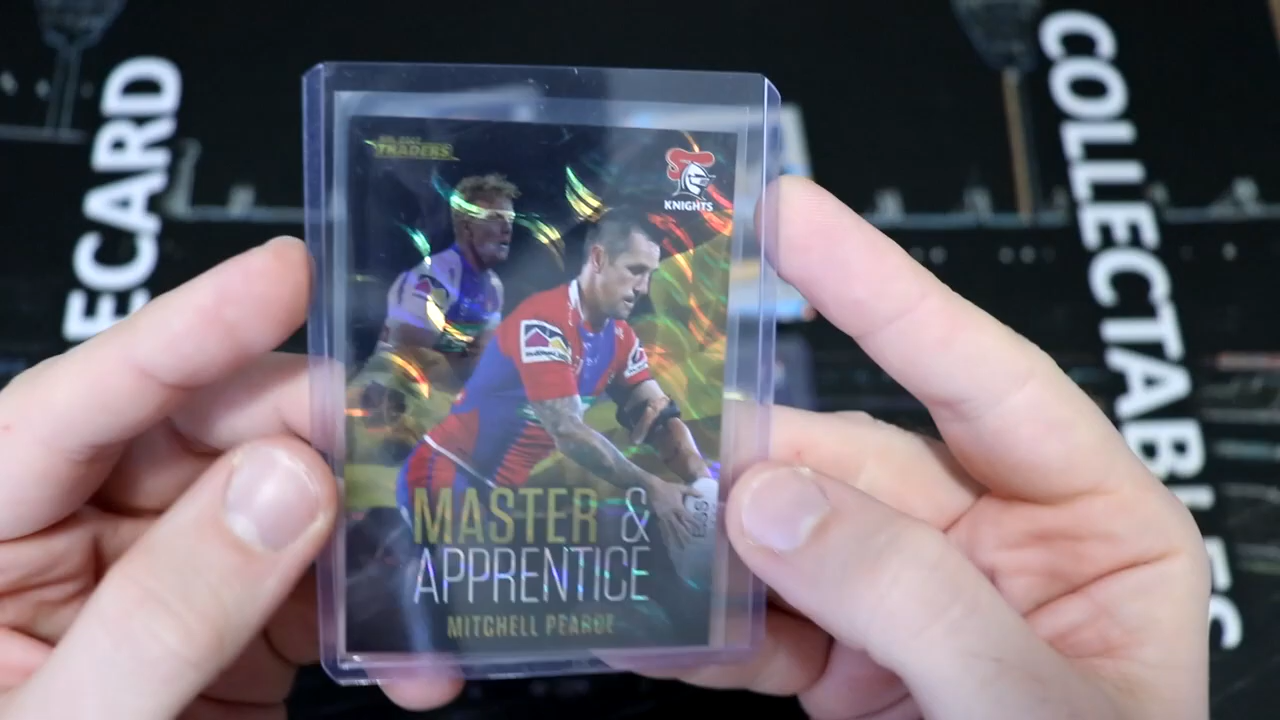 ECARD
COLLECTABLES
TRADERS
KNIGHTS
MASTER &
APPRENTICE
MITCHELL PEARCE